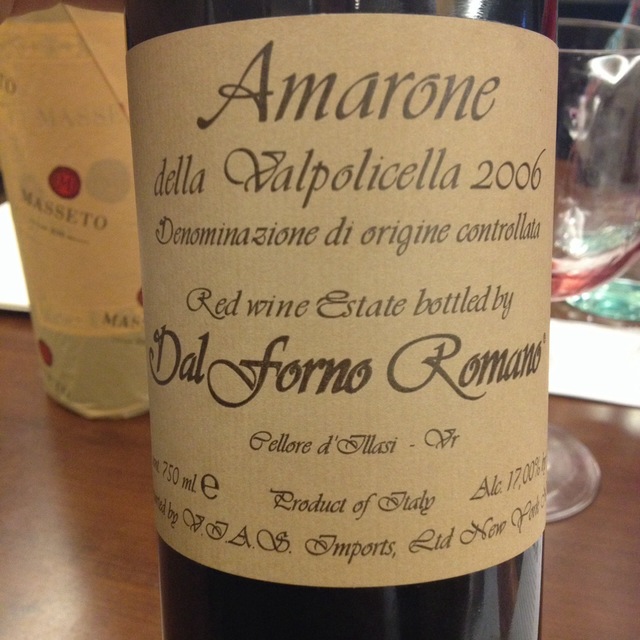 Amarone
della Valpolicella 2006
Denominazione di origine controllata
Red wine Estate bottled by
Dal Forno Romano
Cellore d'Illasi - Vr
750 ml e
Product of Italy
Alc. 17.00%
by V.I.A.S. Imports, Ltd New York
MASSETO
MAS